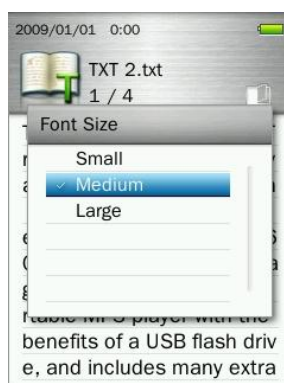 2009/01/01 0:00
TXT 2.txt
1 / 4
Font Size
Small
Medium
Large
benefits of a USB flash driv
e, and includes many extra